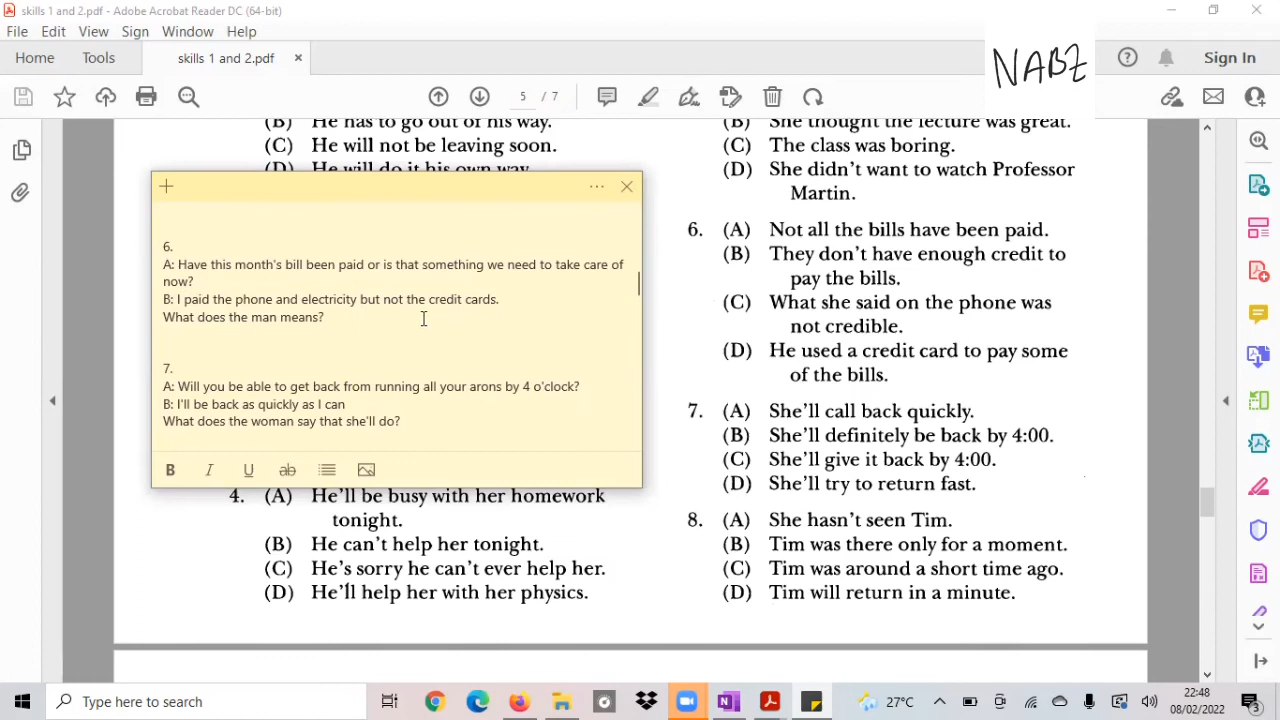 skills 1 and 2.pdf - Adobe Acrobat Reader DC (64-bit)
File Edit View Sign Window Help
Home Tools skills 1 and 2.pdf ×
NABZ
Sign In
5 / 7
(B) He has to go out of his way.
(C) He will not be leaving soon.
(D) He will do it his own way.
6.
A: Have this month's bill been paid or is that something we need to take care of
now?
B: I paid the phone and electricity but not the credit cards.
What does the man means?
7.
A: Will you be able to get back from running all your arons by 4 o'clock?
B: I'll be back as quickly as I can
What does the woman say that she'll do?
B I U ab
4. (A) He'll be busy with her homework
tonight.
(B) He can't help her tonight.
(C) He's sorry he can't ever help her.
(D) He'll help her with her physics.
(B) She thought the lecture was great.
(C) The class was boring.
(D) She didn't want to watch Professor
Martin.
6. (A) Not all the bills have been paid.
(B) They don't have enough credit to
pay the bills.
(C) What she said on the phone was
not credible.
(D) He used a credit card to pay some
of the bills.
7. (A) She'll call back quickly.
(B) She'll definitely be back by 4:00.
(C) She'll give it back by 4:00.
(D) She'll try to return fast.
8. (A) She hasn't seen Tim.
(B) Tim was there only for a moment.
(C) Tim was around a short time ago.
(D) Tim will return in a minute.
Type here to search
27°C
22:48
08/02/2022
3